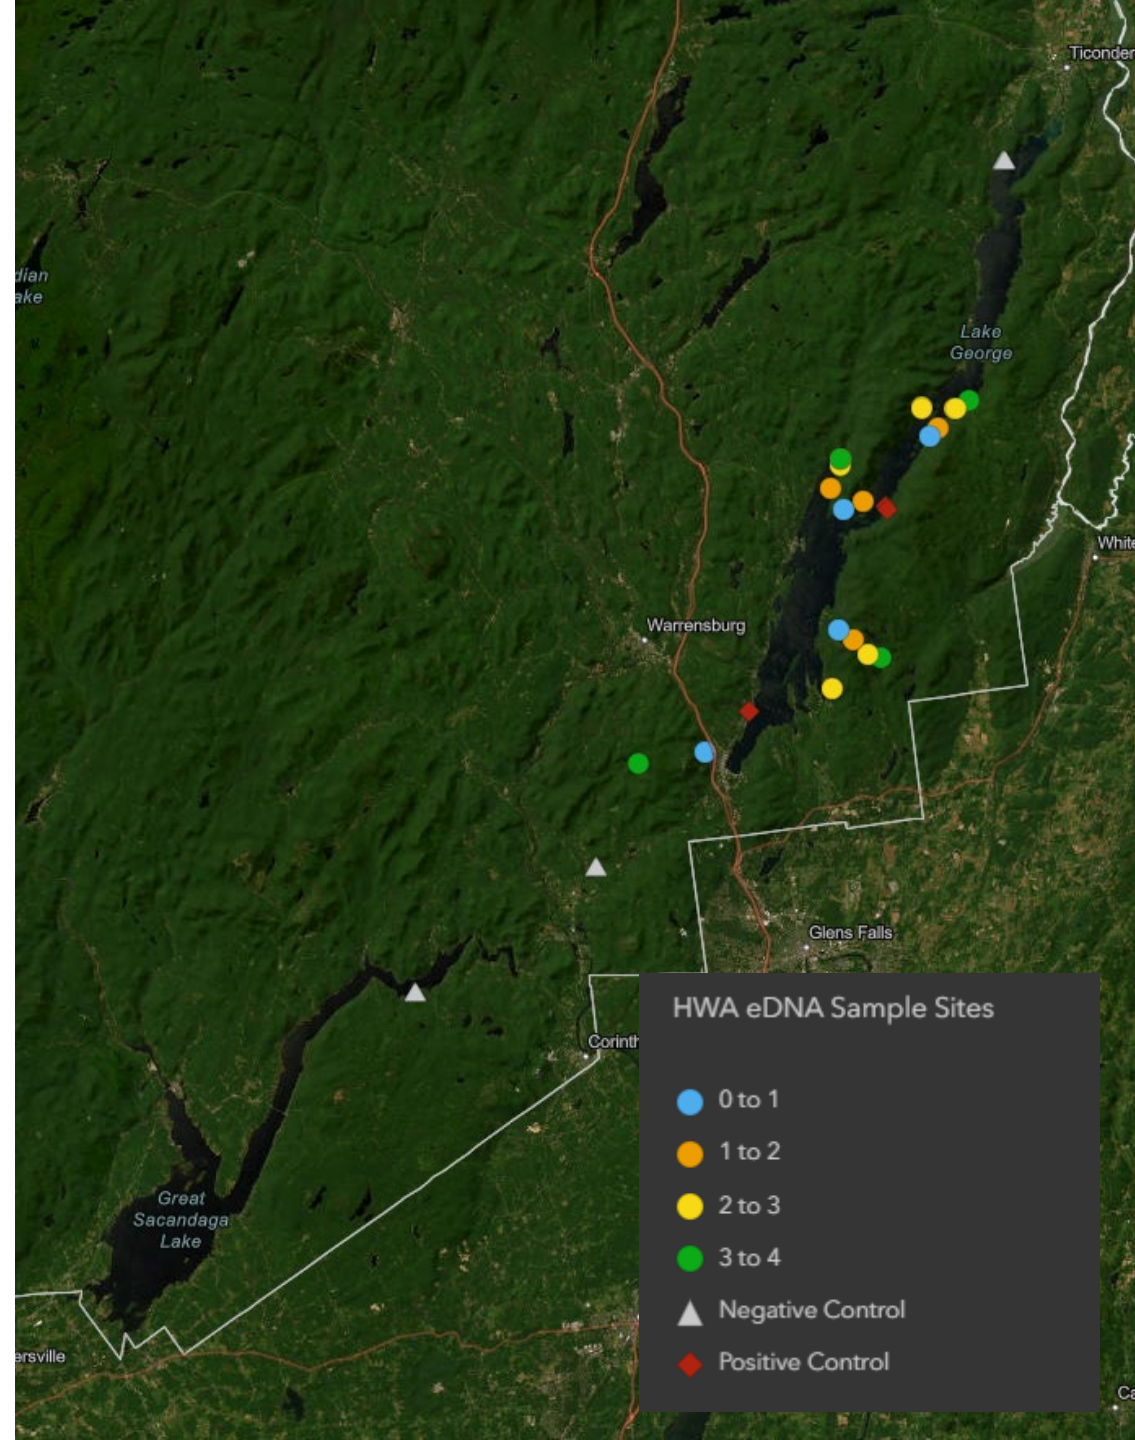 Ticonder
dian
ake
Lake
George
White
Warrensburg
Glens Falls
HWA eDNA Sample Sites
Corinth
0 to 1
1 to 2
2 to 3
3 to 4
Negative Control
Positive Control
Great
Sacandaga
Lake
ersville
Ca